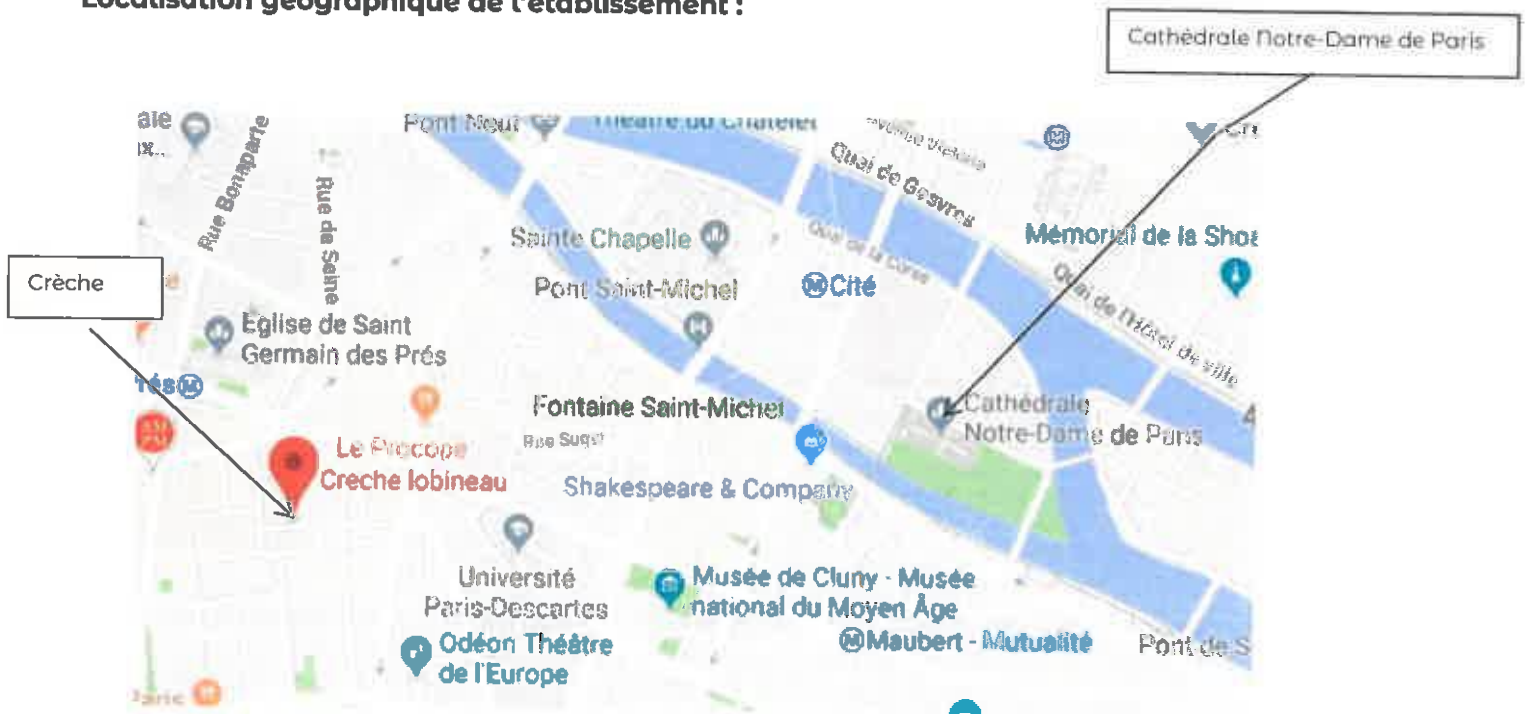 Localisation géographique de l'établissement :
Cathédrale Notre-Dame de Paris
Crèche
Rue Bonaparte
Rue de Seine
Pont Neuf
Théâtre du Châtelet
Avenue Victoria
Quai de Gesvres
Quai de la Corse
Mémorial de la Shoa
Quai de l'Hôtel de ville
Sainte Chapelle
Pont Saint-Michel
Cité
Eglise de Saint
Germain des Prés
Fontaine Saint-Michel
Cathédrale
Notre-Dame de Paris
Le Procope
Creche lobineau
Shakespeare & Company
Université
Paris-Descartes
Musée de Cluny - Musée
national du Moyen Âge
Odéon Théâtre
de l'Europe
Maubert - Mutualité
Pont de S